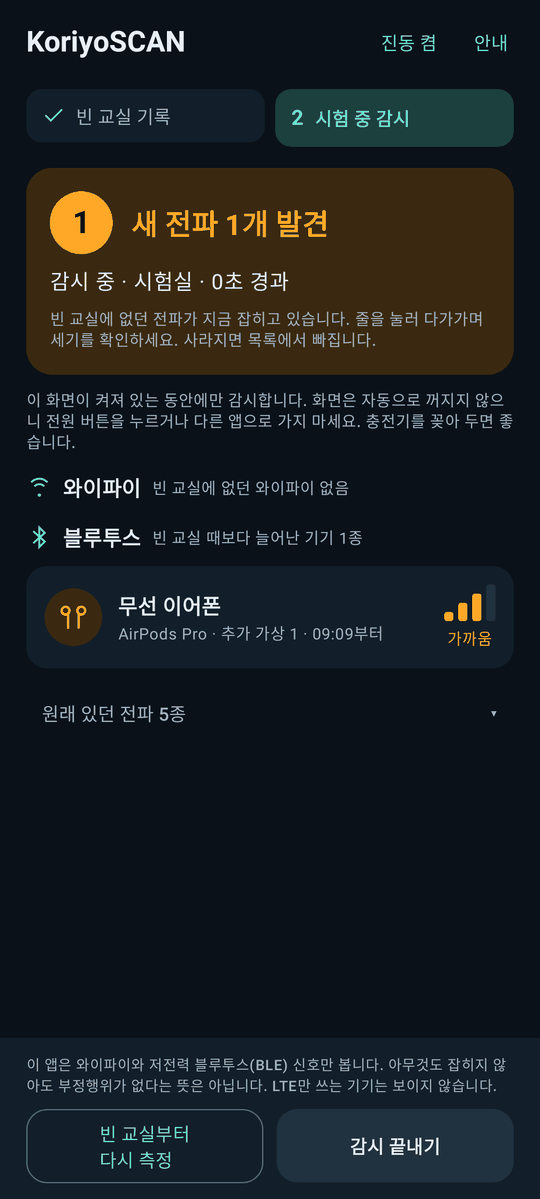 KoriyoSCAN
진동 켬
안내
빈 교실 기록
2 시험 중 감시
1
새 전파 1개 발견
감시 중 · 시험실 · 0초 경과
빈 교실에 없던 전파가 지금 잡히고 있습니다. 줄을 눌러 다가가며
세기를 확인하세요. 사라지면 목록에서 빠집니다.
이 화면이 켜져 있는 동안에만 감시합니다. 화면은 자동으로 꺼지지 않으
니 전원 버튼을 누르거나 다른 앱으로 가지 마세요. 충전기를 꽂아 두면 좋
습니다.
와이파이 빈 교실에 없던 와이파이 없음
블루투스 빈 교실 때보다 늘어난 기기 1종
무선 이어폰
AirPods Pro · 추가 가상 1 · 09:09부터
가까움
원래 있던 전파 5종
이 앱은 와이파이와 저전력 블루투스(BLE) 신호만 봅니다. 아무것도 잡히지 않
아도 부정행위가 없다는 뜻은 아닙니다. LTE만 쓰는 기기는 보이지 않습니다.
빈 교실부터
다시 측정
감시 끝내기